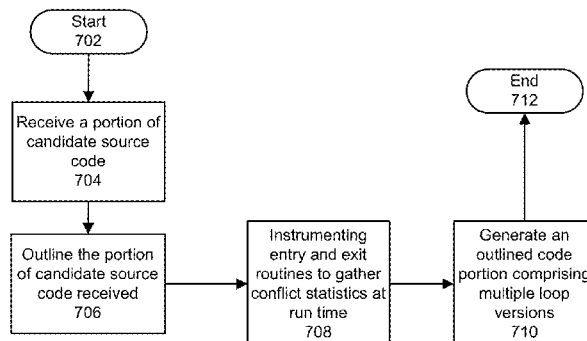 Start
702
Receive a portion of
candidate source
code
704
Outline the portion
of candidate source
code received
706
Instrumenting
entry and exit
routines to gather
conflict statistics at
run time
708
Generate an
outlined code
portion comprising
multiple loop
versions
710
End
712